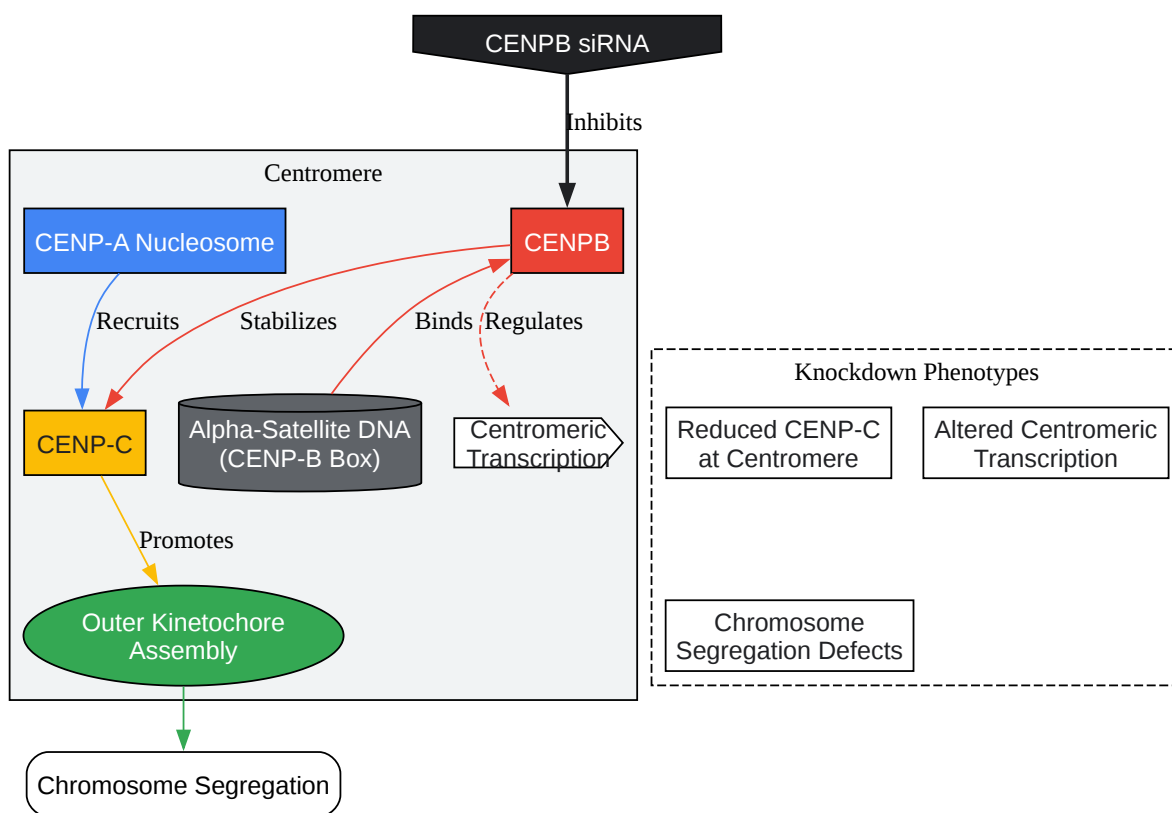 CENPB siRNA
Inhibits
Centromere
CENP-A Nucleosome
CENPB
Recruits
Stabilizes
Binds
Regulates
Knockdown Phenotypes
CENP-C
Alpha-Satellite DNA
(CENP-B Box)
Centromeric
Transcription
Reduced CENP-C
at Centromere
Altered Centromeric
Transcription
Promotes
Outer Kinetochore
Assembly
Chromosome
Segregation Defects
Chromosome Segregation